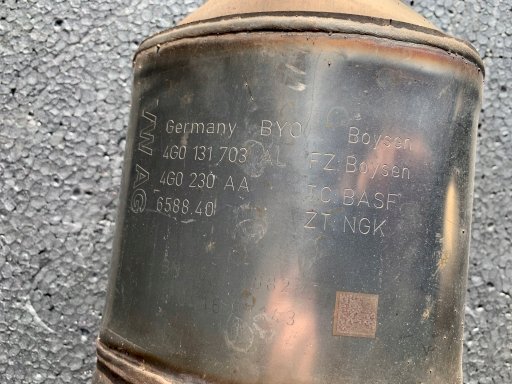 VW AG
Germany BYO Boysen
4G0 131 703 AL FZ: Boysen
4G0 230 AA TC: BASF
6588.40 ZT: NGK